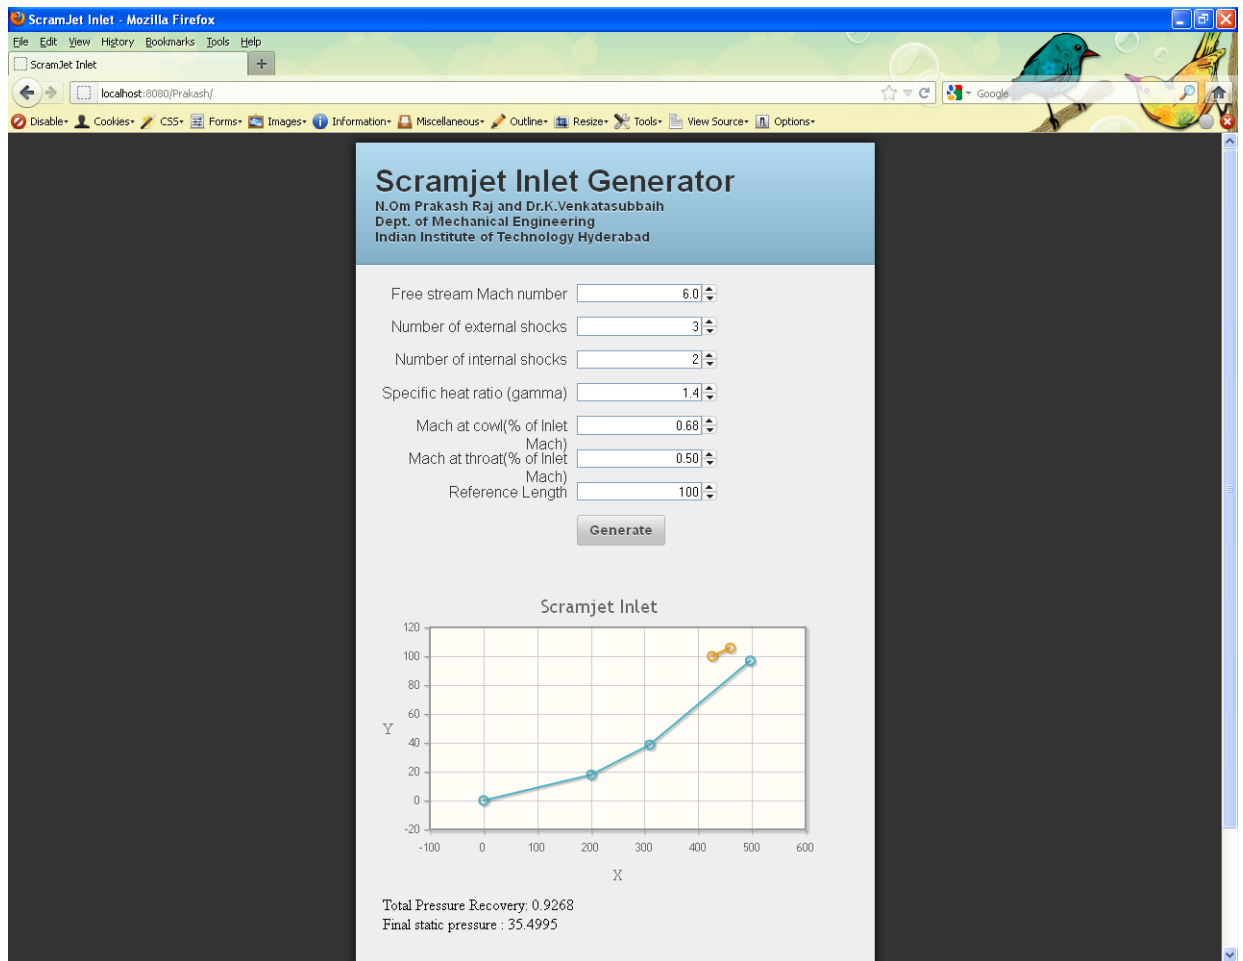 ScramJet Inlet - Mozilla Firefox
File Edit View History Bookmarks Tools Help
ScramJet Inlet
localhost:8080/Prakash/
Google
Disable Cookies CSS Forms Images Information Miscellaneous Outline Resize Tools View Source Options
Scramjet Inlet Generator
N.Om Prakash Raj and Dr.K.Venkatasubbaih
Dept. of Mechanical Engineering
Indian Institute of Technology Hyderabad
Free stream Mach number 6.0
Number of external shocks 3
Number of internal shocks 2
Specific heat ratio (gamma) 1.4
Mach at cowl(% of Inlet 0.68
Mach)
Mach at throat(% of Inlet 0.50
Mach)
Reference Length 100
Generate
Scramjet Inlet
120
100
80
60
Y
40
20
0
-20
-100 0 100 200 300 400 500 600
X
Total Pressure Recovery: 0.9268
Final static pressure : 35.4995